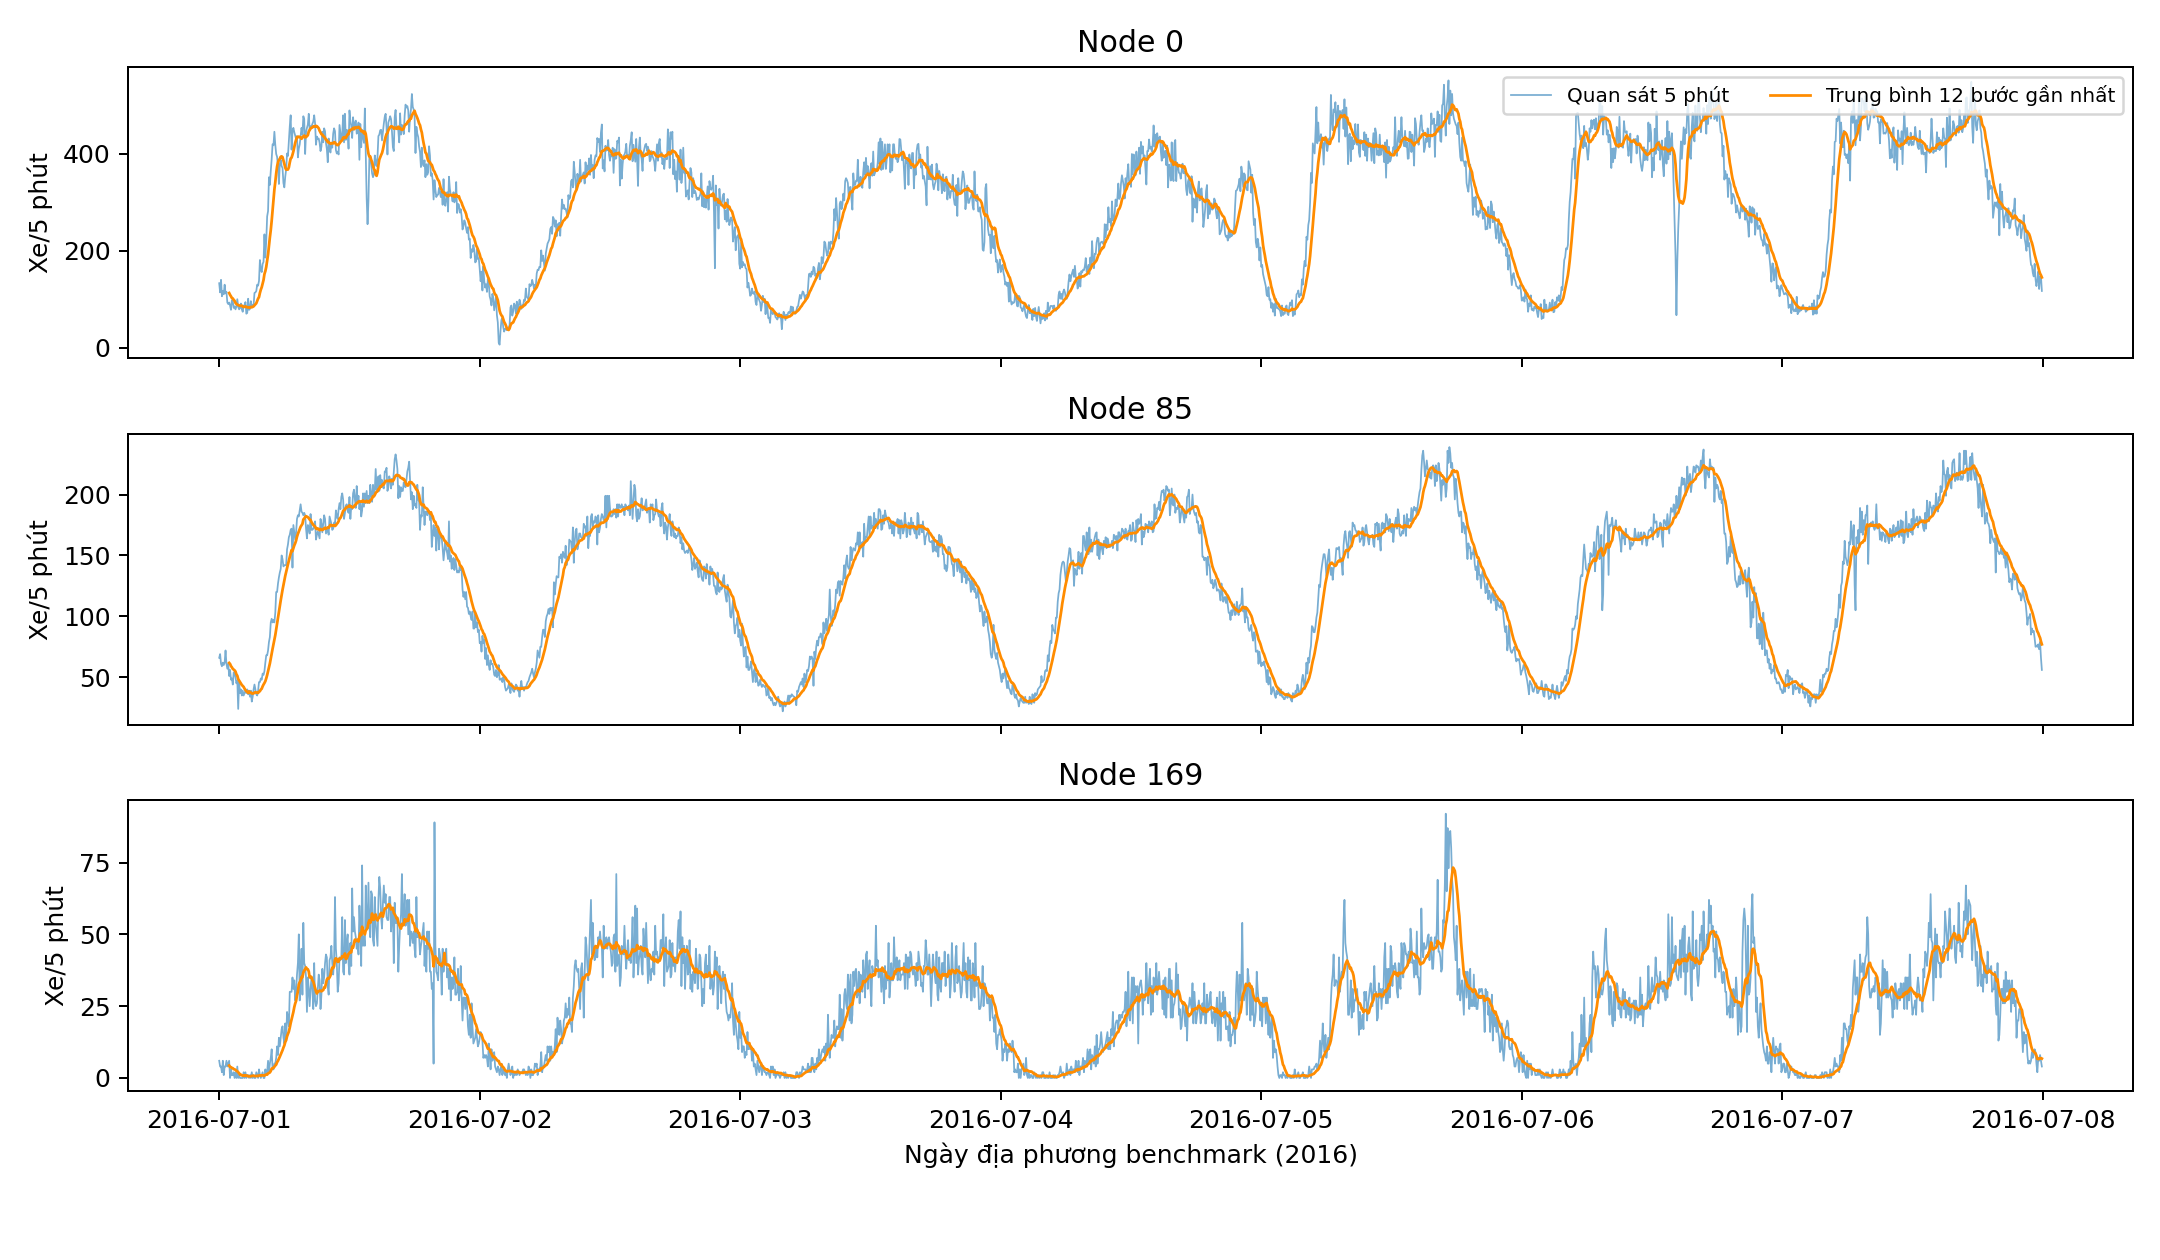 Node 0
Quan sát 5 phút
Trung bình 12 bước gần nhất
Xe/5 phút
400
200
0
Node 85
Xe/5 phút
200
150
100
50
Node 169
Xe/5 phút
75
50
25
0
2016-07-01
2016-07-02
2016-07-03
2016-07-04
2016-07-05
2016-07-06
2016-07-07
2016-07-08
Ngày địa phương benchmark (2016)